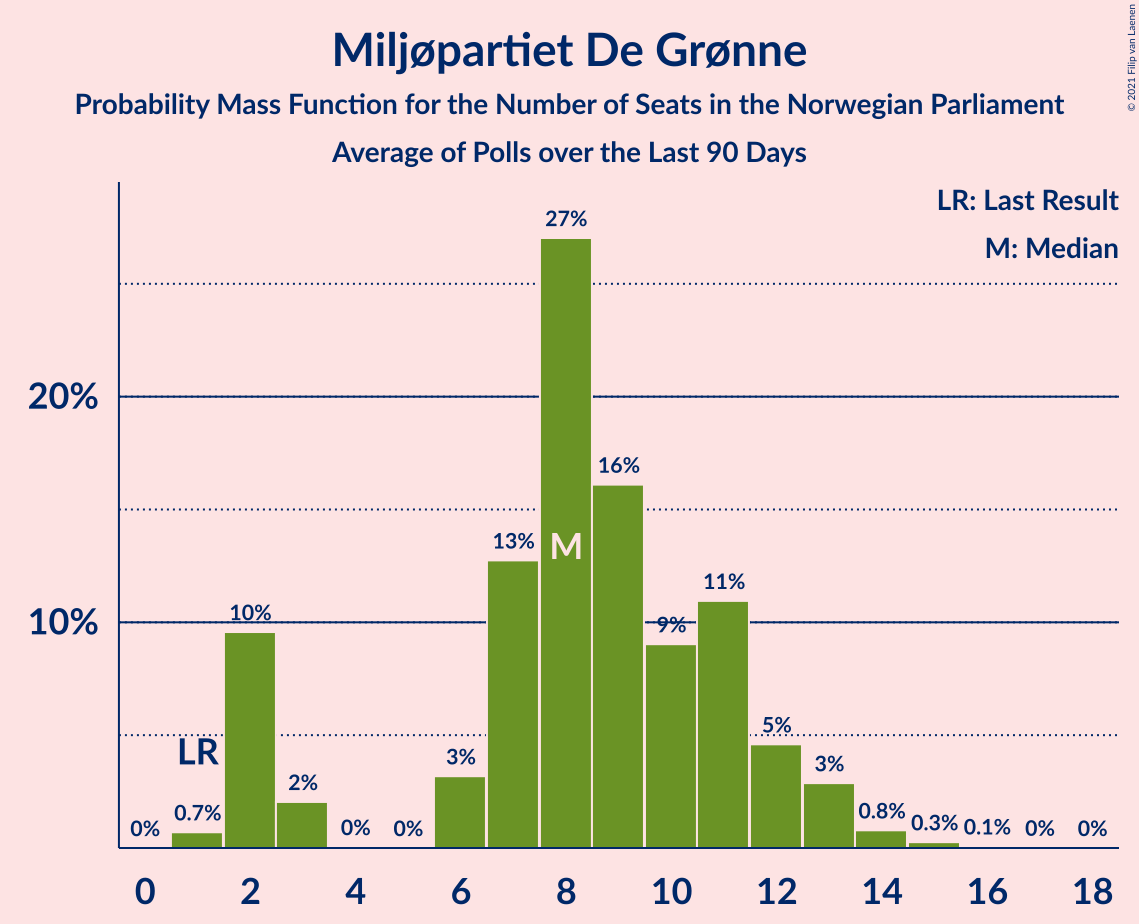 Miljøpartiet De Grønne
Probability Mass Function for the Number of Seats in the Norwegian Parliament
Average of Polls over the Last 90 Days
© 2021 Filip van Laenen
LR: Last Result
M: Median
27%
20%
16%
13%
M
11%
10%
10%
9%
LR
5%
3%
3%
2%
0%
0.7%
0%
0%
0.8%
0.3%
0.1%
0%
0%
0 2 4 6 8 10 12 14 16 18